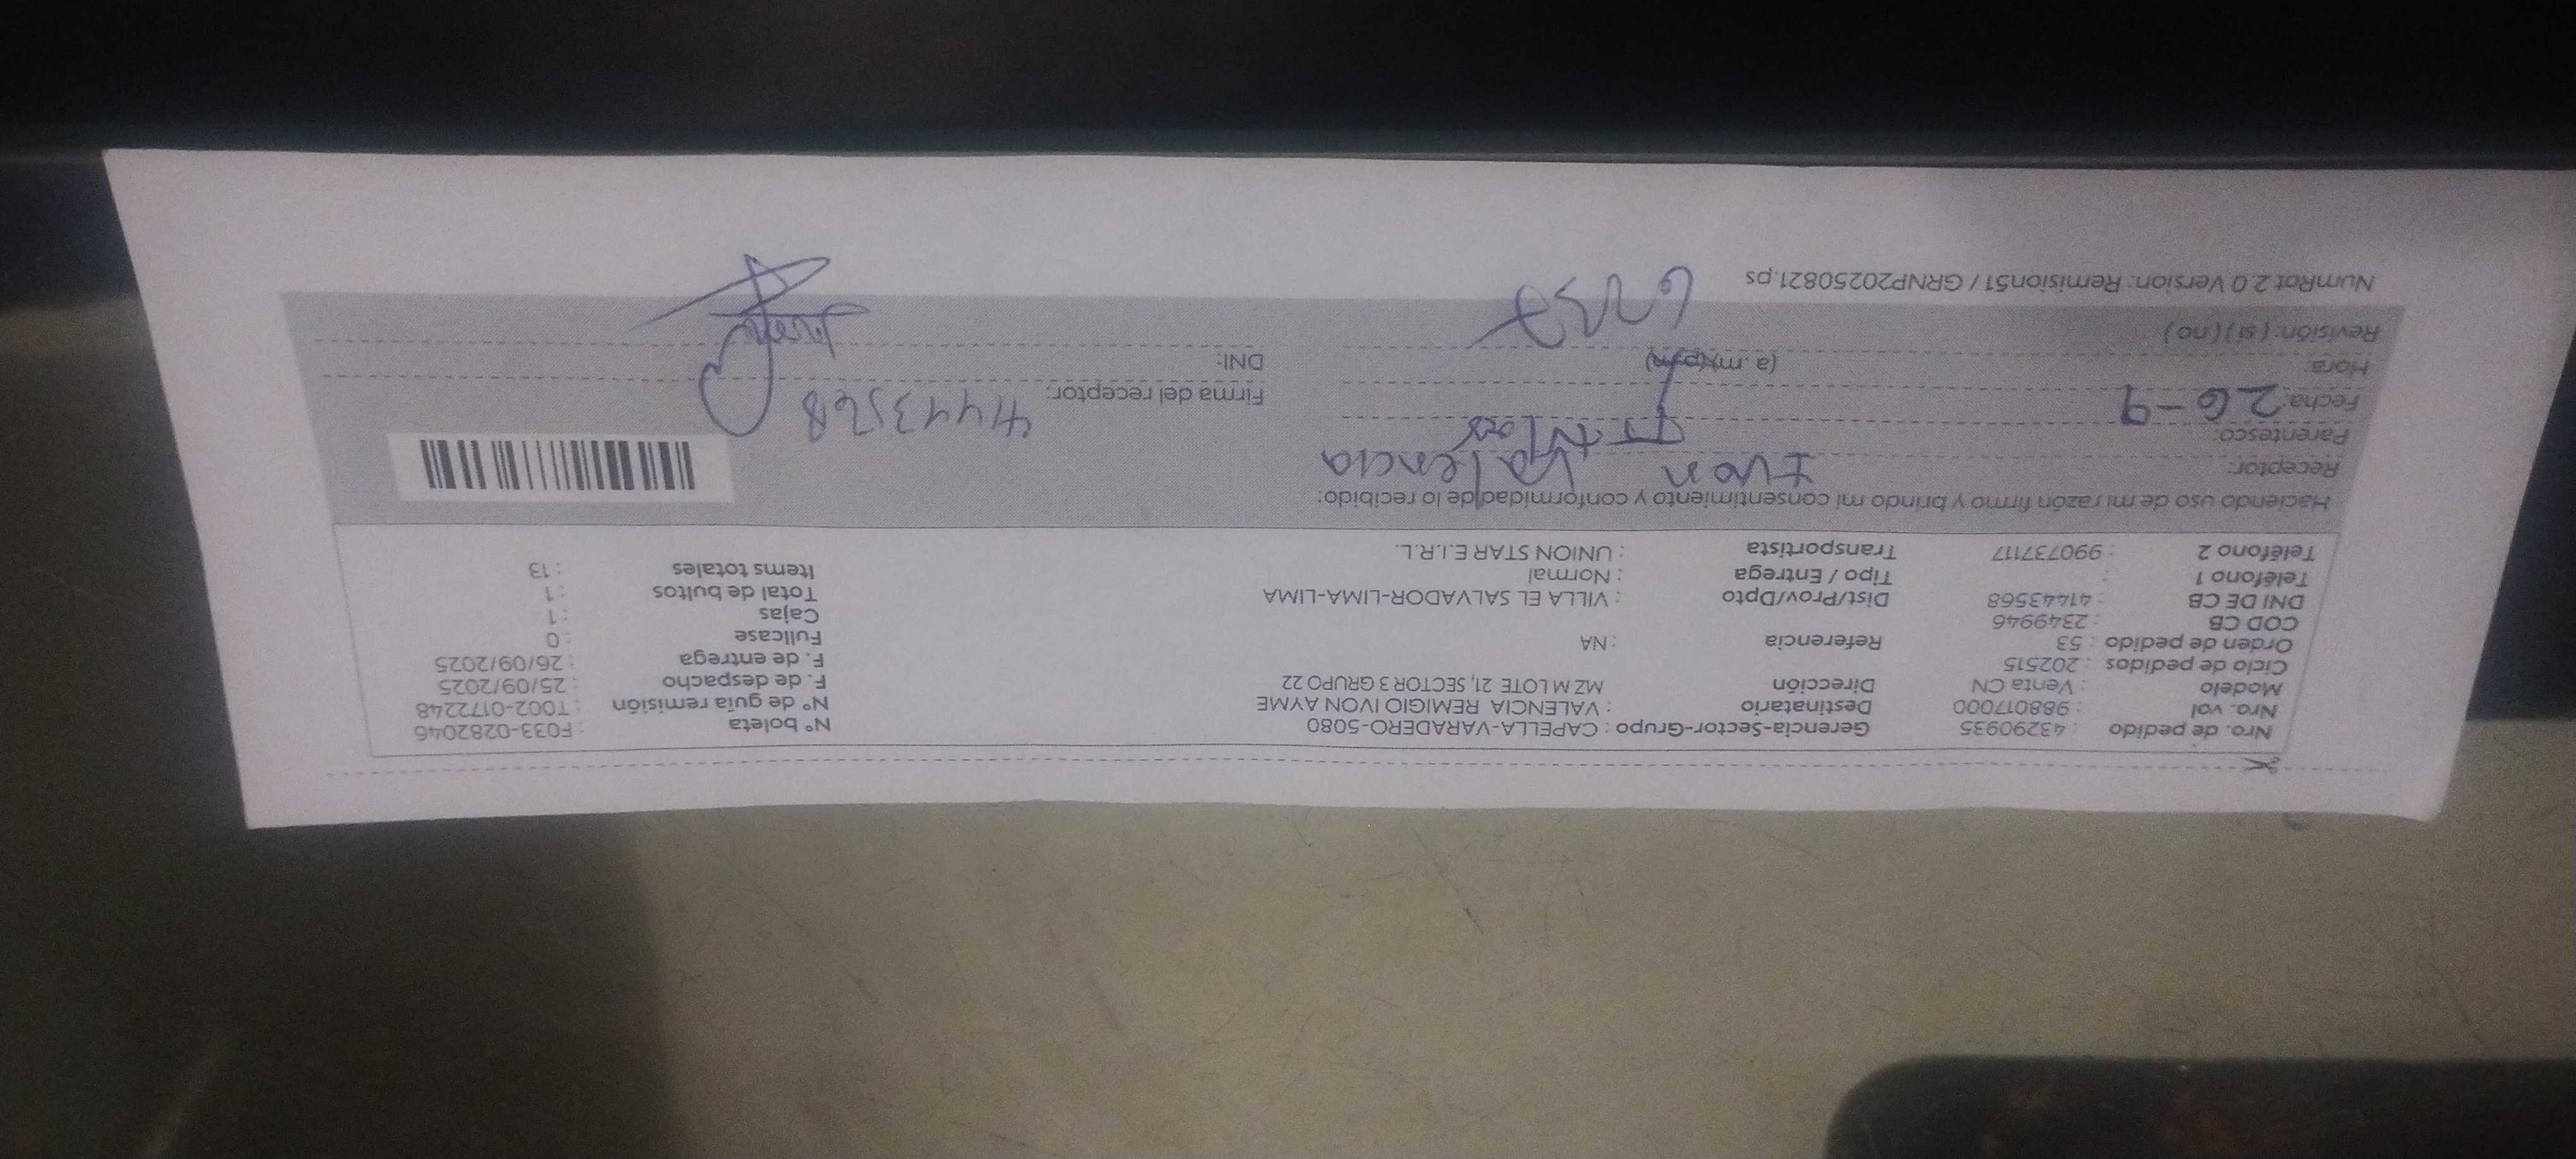 Nro. de pedido : 43290935 Gerencia-Sector-Grupo : CAPELLA-VARADERO-5080 N° boleta : F033-0282046
Nro. vol : 988017000 Destinatario : VALENCIA REMIGIO IVON AYME N° de guía remisión : T002-0172248
Modelo : Venta CN Dirección MZ M LOTE 21, SECTOR 3 GRUPO 22 F. de despacho : 25/09/2025
Ciclo de pedidos : 202515 F. de entrega : 26/09/2025
Orden de pedido : 53 Referencia : NA Fullcase : 0
COD CB : 2349946 Cajas : 1
DNI DE CB : 41443568 Dist/Prov/Dpto : VILLA EL SALVADOR-LIMA-LIMA Total de bultos : 1
Teléfono 1 : Tipo / Entrega : Normal Items totales : 13
Teléfono 2 : 990737117 Transportista : UNION STAR E.I.R.L.
Haciendo uso de mi razón firmo y brindo mi consentimiento y conformidad de lo recibido:
Receptor: Ivon Valencia
Parentesco: Titular
Fecha: 26-9 Firma del receptor: 41443568
Hora: (a. m) (p. m) DNI:
Revisión: ( si ) ( no )
NumRot 2.0 Version: Remision51 / GRNP20250821.ps